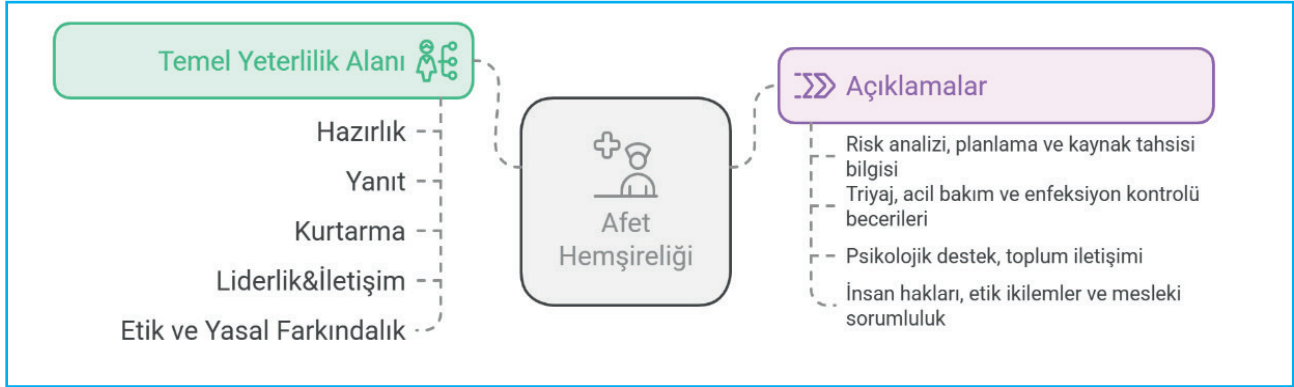 Temel Yeterlilik Alanı
Hazırlık
Yanıt
Kurtarma
Liderlik&İletişim
Etik ve Yasal Farkındalık
Afet
Hemşireliği
Açıklamalar
Risk analizi, planlama ve kaynak tahsisi
bilgisi
Triyaj, acil bakım ve enfeksiyon kontrolü
becerileri
Psikolojik destek, toplum iletişimi
İnsan hakları, etik ikilemler ve mesleki
sorumluluk